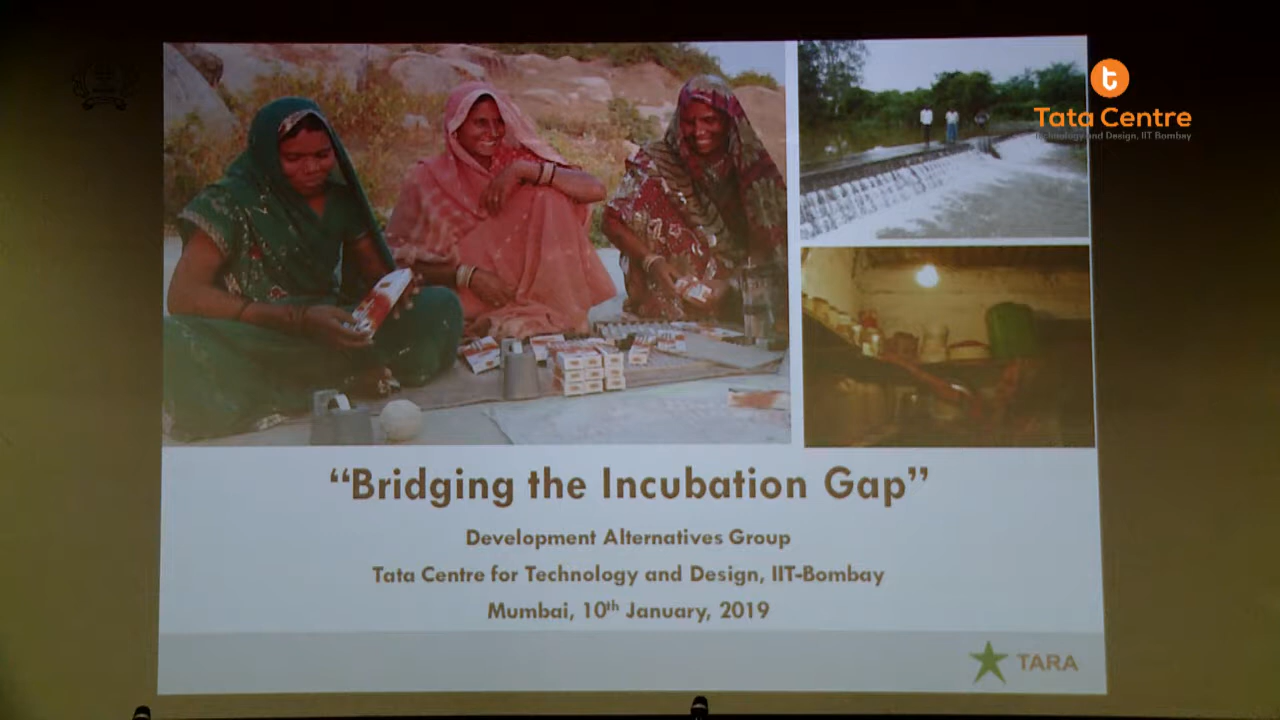 Tata Centre
Technology and Design, IIT Bombay
“Bridging the Incubation Gap”
Development Alternatives Group
Tata Centre for Technology and Design, IIT-Bombay
Mumbai, 10th January, 2019
TARA